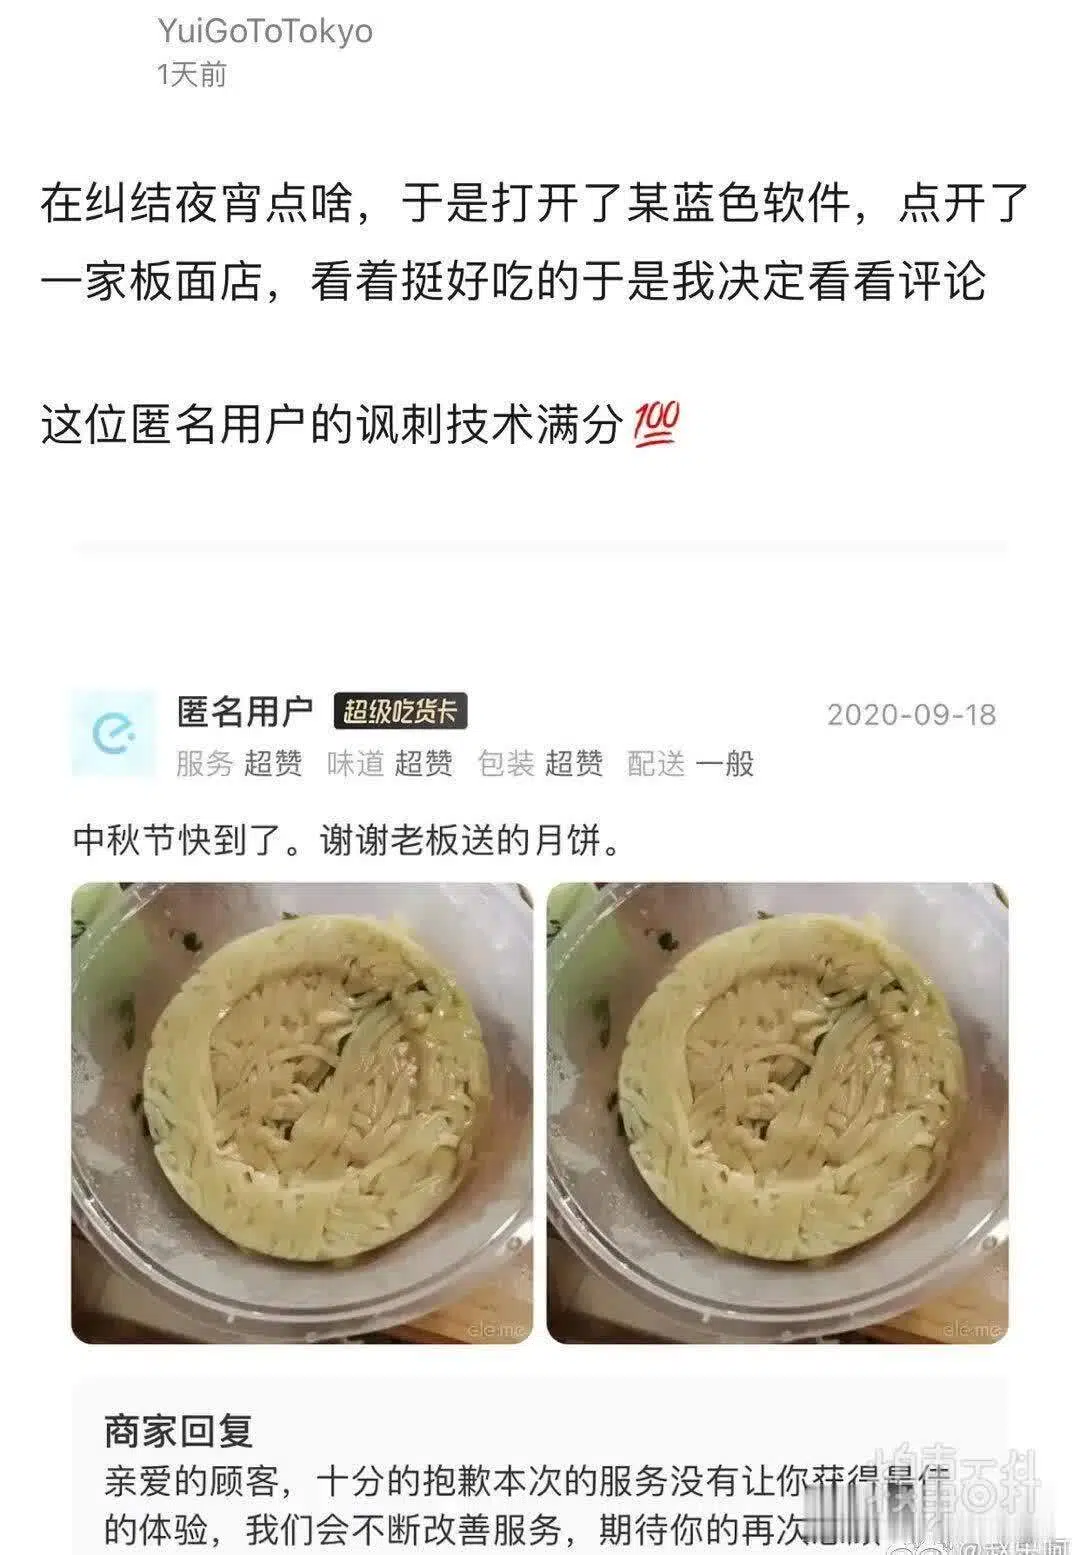 YuiGoToTokyo
1天前
在纠结夜宵点啥，于是打开了某蓝色软件，点开了
一家板面店，看着挺好吃的于是我决定看看评论
这位匿名用户的讽刺技术满分💯
匿名用户 超级吃货卡 2020-09-18
服务 超赞 味道 超赞 包装 超赞 配送 一般
中秋节快到了。谢谢老板送的月饼。
ele.me ele.me
商家回复
亲爱的顾客，十分的抱歉本次的服务没有让你获得最佳
的体验，我们会不断改善服务，期待你的再次
糗事百科